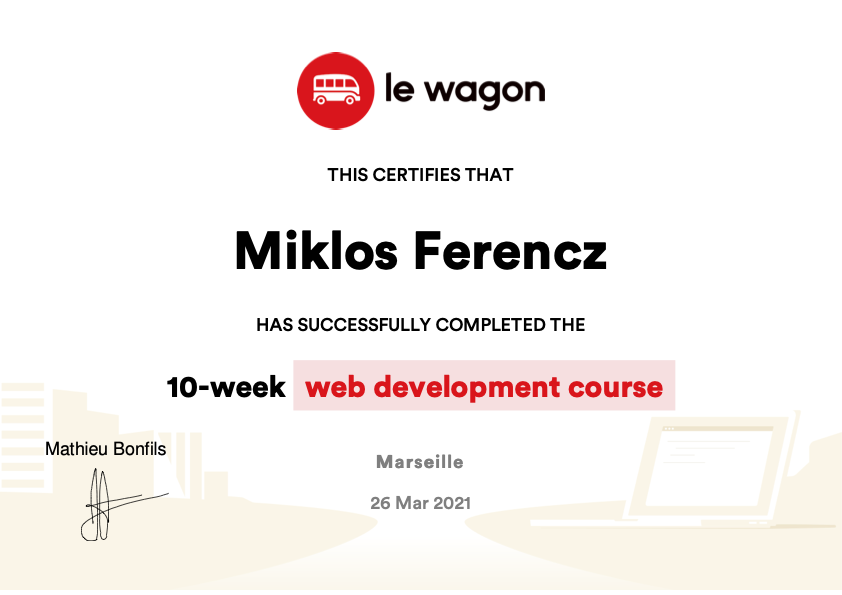 le wagon
THIS CERTIFIES THAT
Miklos Ferencz
HAS SUCCESSFULLY COMPLETED THE
10-week web development course
Mathieu Bonfils
Marseille
26 Mar 2021